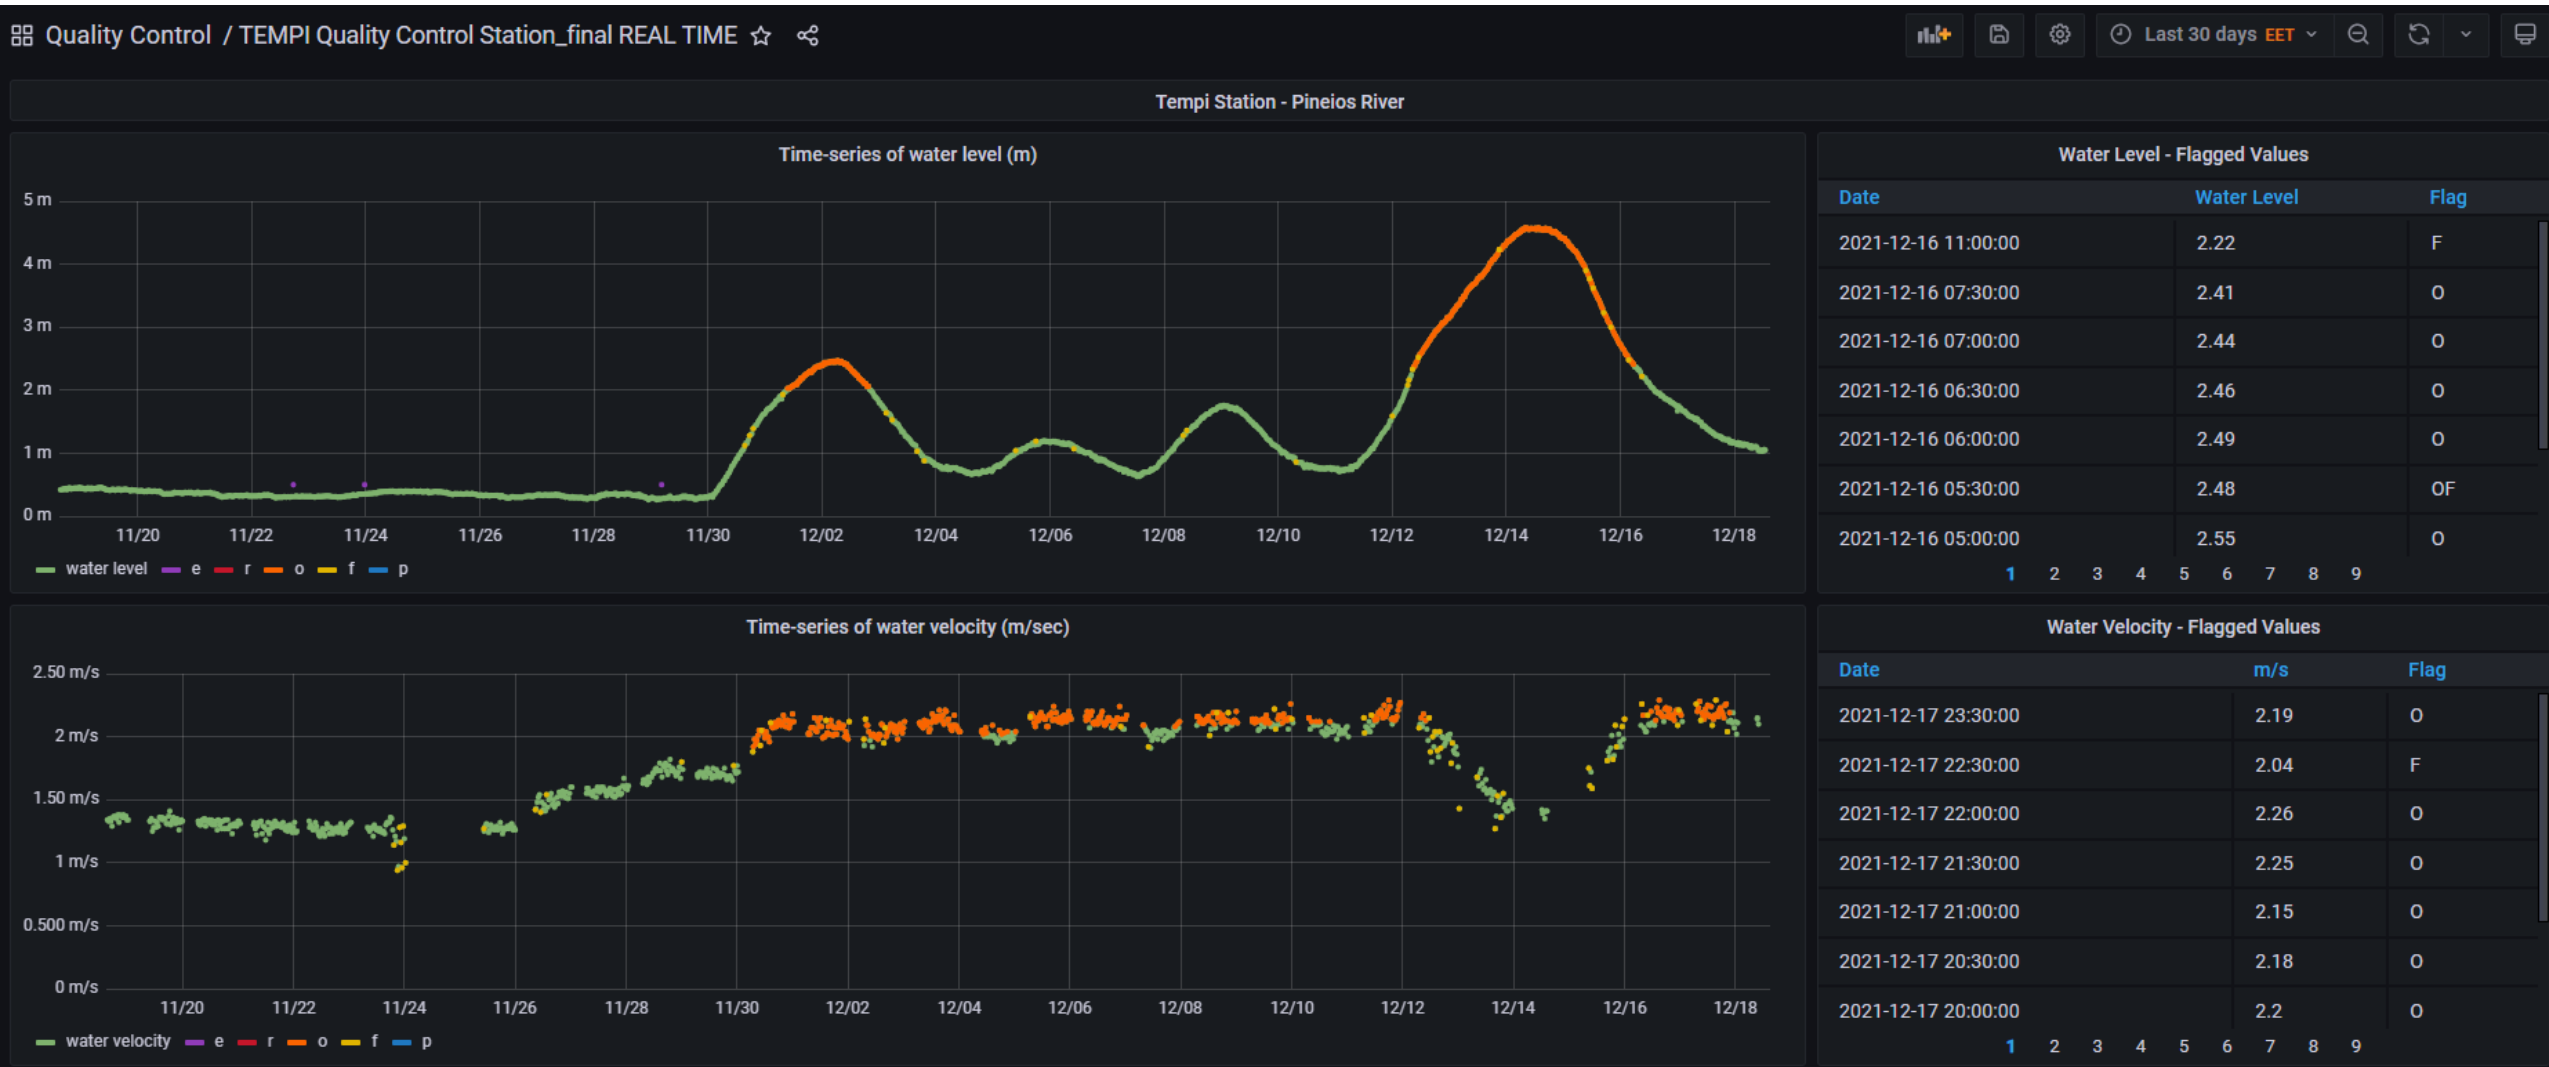 Quality Control / TEMPI Quality Control Station_final REAL TIME
Last 30 days EET
Tempi Station - Pineios River
Time-series of water level (m)
5 m
4 m
3 m
2 m
1 m
0 m
11/20 11/22 11/24 11/26 11/28 11/30 12/02 12/04 12/06 12/08 12/10 12/12 12/14 12/16 12/18
water level e r o f p
Water Level - Flagged Values
Date Water Level Flag
2021-12-16 11:00:00 2.22 F
2021-12-16 07:30:00 2.41 O
2021-12-16 07:00:00 2.44 O
2021-12-16 06:30:00 2.46 O
2021-12-16 06:00:00 2.49 O
2021-12-16 05:30:00 2.48 OF
2021-12-16 05:00:00 2.55 O
1 2 3 4 5 6 7 8 9
Time-series of water velocity (m/sec)
2.50 m/s
2 m/s
1.50 m/s
1 m/s
0.500 m/s
0 m/s
11/20 11/22 11/24 11/26 11/28 11/30 12/02 12/04 12/06 12/08 12/10 12/12 12/14 12/16 12/18
water velocity e r o f p
Water Velocity - Flagged Values
Date m/s Flag
2021-12-17 23:30:00 2.19 O
2021-12-17 22:30:00 2.04 F
2021-12-17 22:00:00 2.26 O
2021-12-17 21:30:00 2.25 O
2021-12-17 21:00:00 2.15 O
2021-12-17 20:30:00 2.18 O
2021-12-17 20:00:00 2.2 O
1 2 3 4 5 6 7 8 9